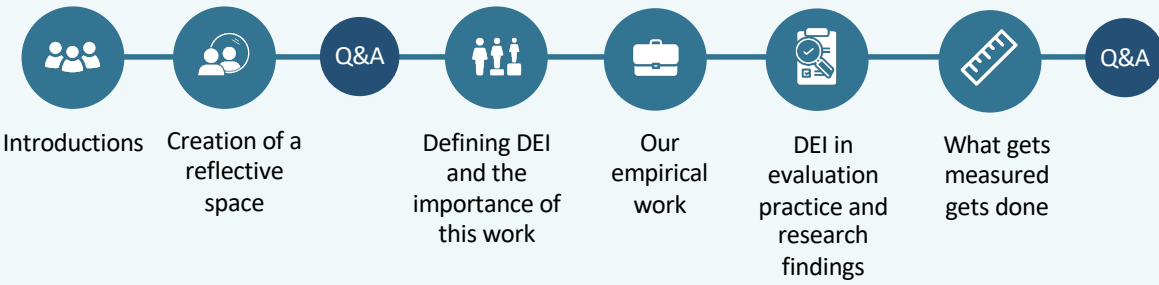 Introductions
Creation of a
reflective
space
Q&A
Defining DEI
and the
importance of
this work
Our
empirical
work
DEI in
evaluation
practice and
research
findings
What gets
measured
gets done
Q&A